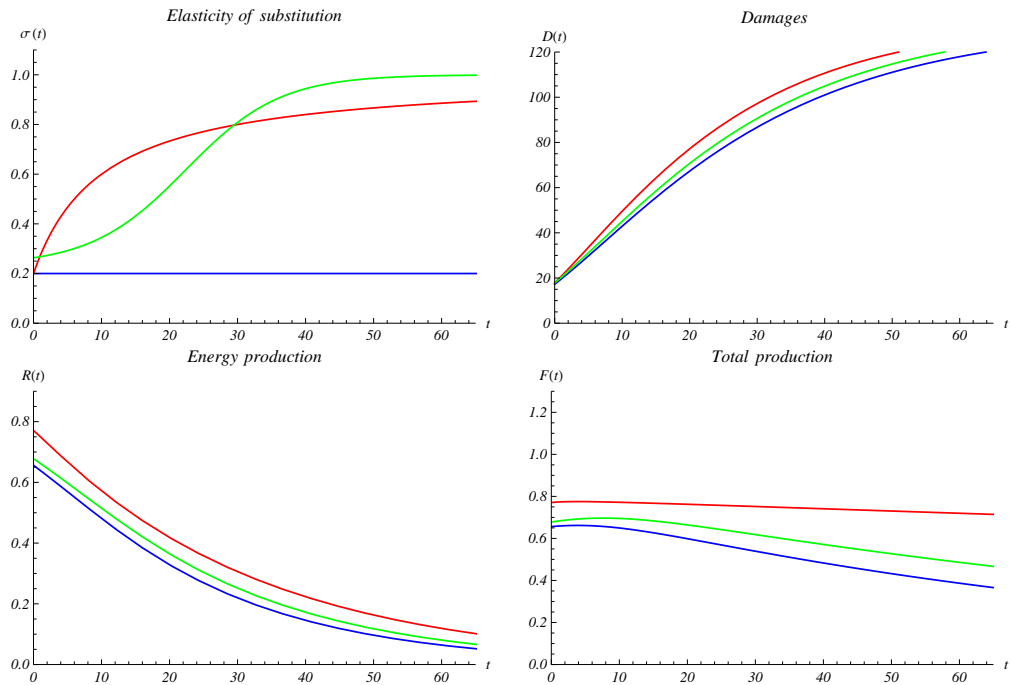 Elasticity of substitution
σ(t)
1.0
0.8
0.6
0.4
0.2
0.0
0 10 20 30 40 50 60 t
Damages
D(t)
120
100
80
60
40
20
0
0 10 20 30 40 50 60 t
Energy production
R(t)
0.8
0.6
0.4
0.2
0.0
0 10 20 30 40 50 60 t
Total production
F(t)
1.2
1.0
0.8
0.6
0.4
0.2
0.0
0 10 20 30 40 50 60 t